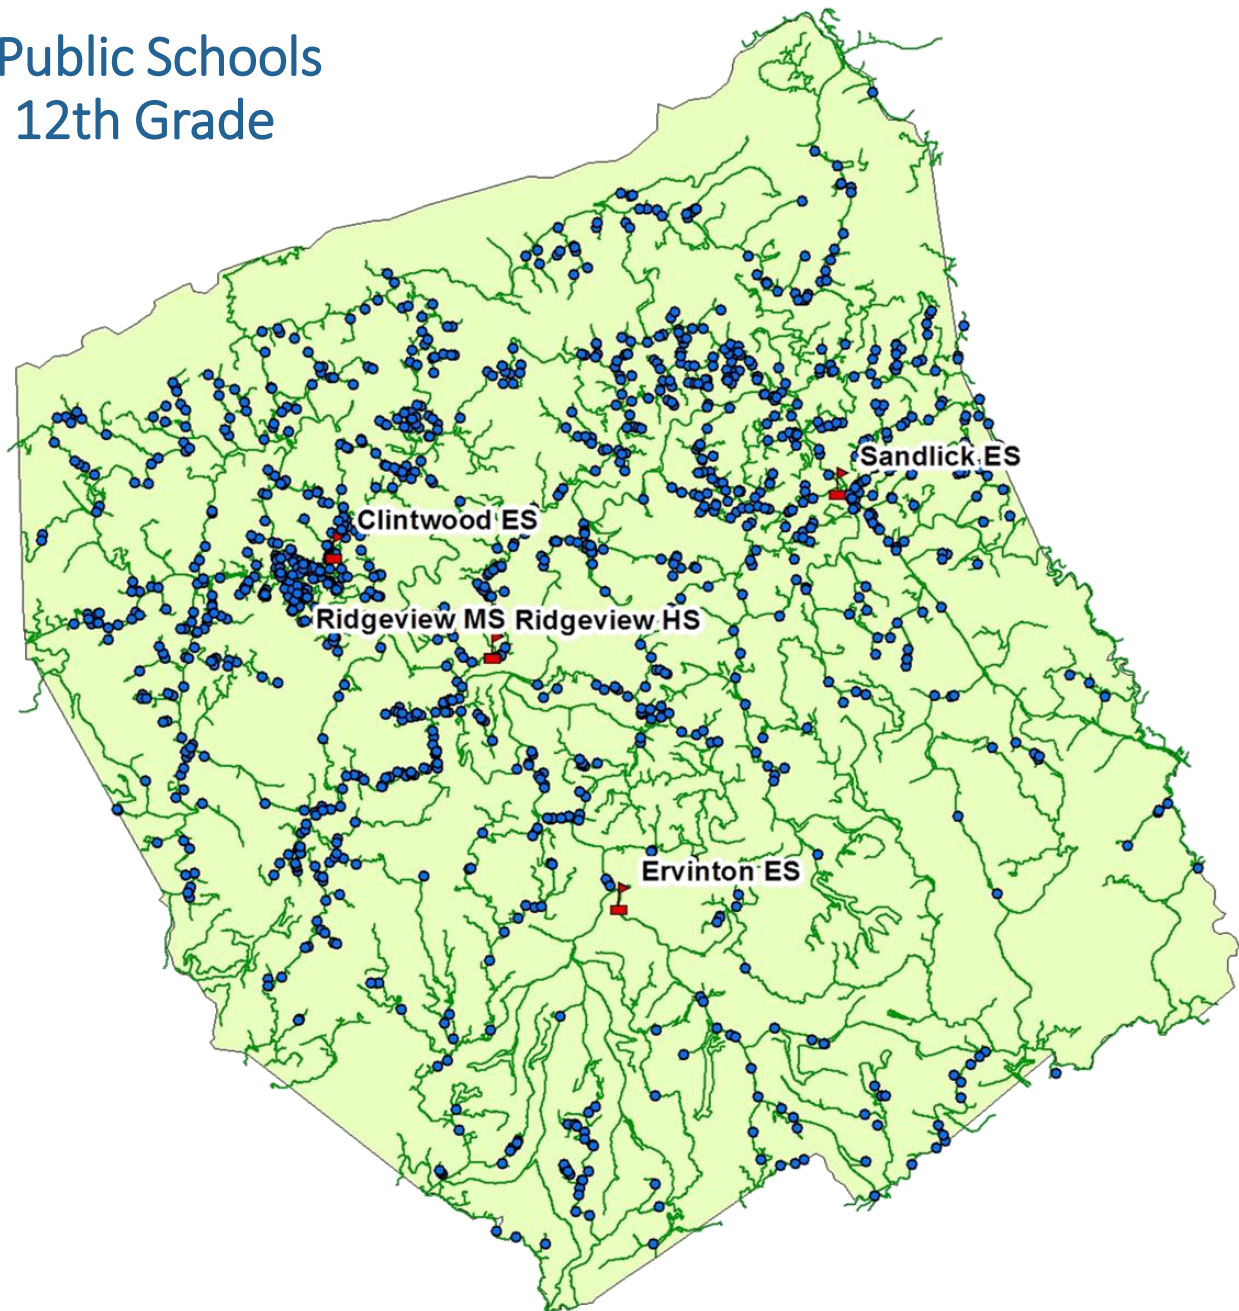 Public Schools
12th Grade
Sandlick ES
Clintwood ES
Ridgeview MS Ridgeview HS
Ervinton ES